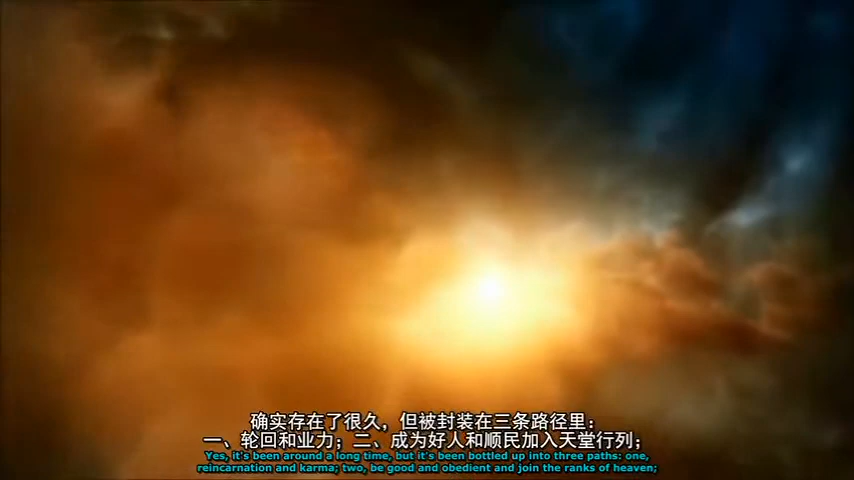 确实存在了很久，但被封装在三条路径里：
一、轮回和业力；二、成为好人和顺民加入天堂行列；
Yes, it's been around a long time, but it's been bottled up into three paths: one,
reincarnation and karma; two, be good and obedient and join the ranks of heaven;